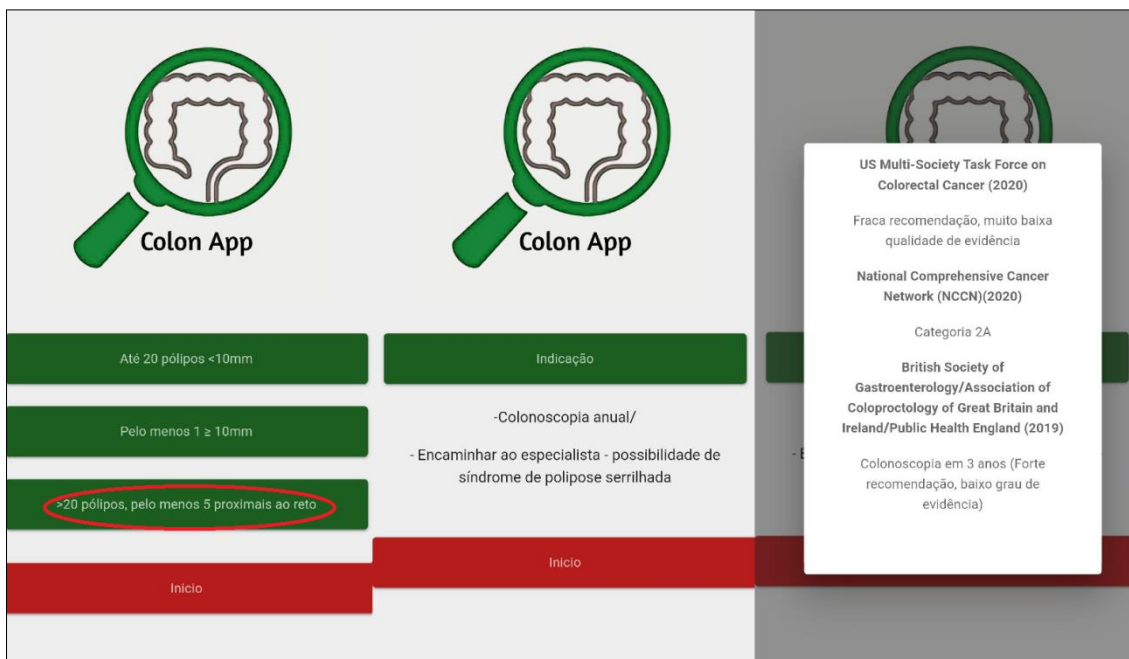 Colon App
Até 20 pólipos <10mm
Pelo menos 1 ≥ 10mm
>20 pólipos, pelo menos 5 proximais ao reto
Inicio
Colon App
Indicação
-Colonoscopia anual/
- Encaminhar ao especialista - possibilidade de
síndrome de polipose serrilhada
Inicio
US Multi-Society Task Force on
Colorectal Cancer (2020)
Fraca recomendação, muito baixa
qualidade de evidência
National Comprehensive Cancer
Network (NCCN)(2020)
Categoria 2A
British Society of
Gastroenterology/Association of
Coloproctology of Great Britain and
Ireland/Public Health England (2019)
Colonoscopia em 3 anos (Forte
recomendação, baixo grau de
evidência)